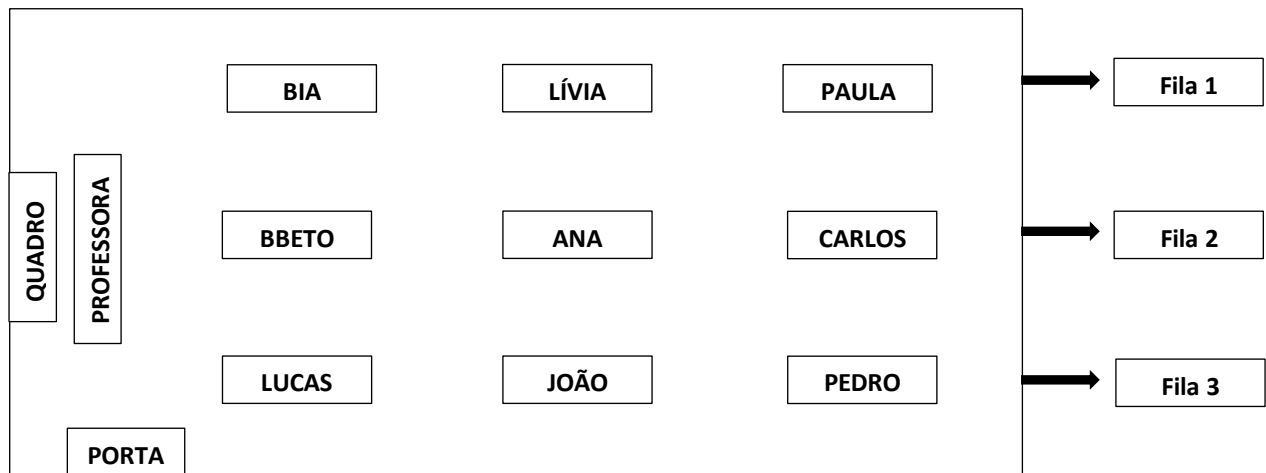 BIA LÍVIA PAULA Fila 1
QUADRO
PROFESSORA
BBETO ANA CARLOS Fila 2
LUCAS JOÃO PEDRO Fila 3
PORTA